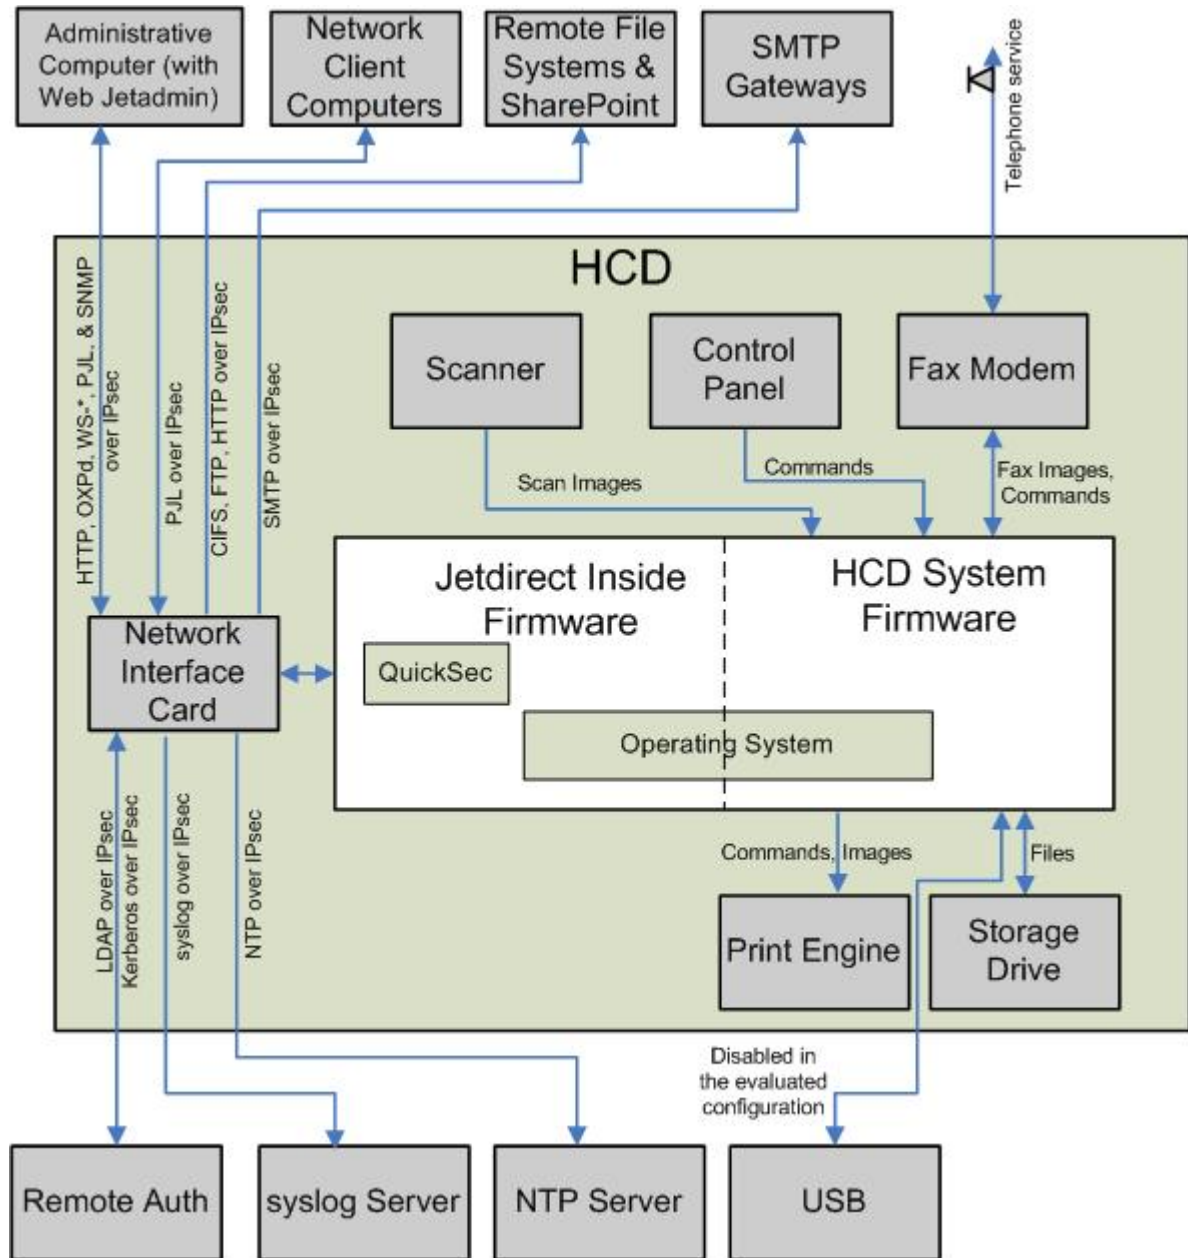 Administrative
Computer (with
Web Jetadmin)
Network
Client
Computers
Remote File
Systems &
SharePoint
SMTP
Gateways
Telephone service
HCD
HTTP, OXPd, WS-*, PJL, & SNMP
over IPsec
PJL over IPsec
CIFS, FTP, HTTP over IPsec
SMTP over IPsec
Scanner
Control
Panel
Fax Modem
Scan Images
Commands
Fax Images,
Commands
Jetdirect Inside
Firmware
HCD System
Firmware
Network
Interface
Card
QuickSec
Operating System
LDAP over IPsec
Kerberos over IPsec
syslog over IPsec
NTP over IPsec
Commands, Images
Files
Print Engine
Storage
Drive
Disabled in
the evaluated
configuration
Remote Auth
syslog Server
NTP Server
USB